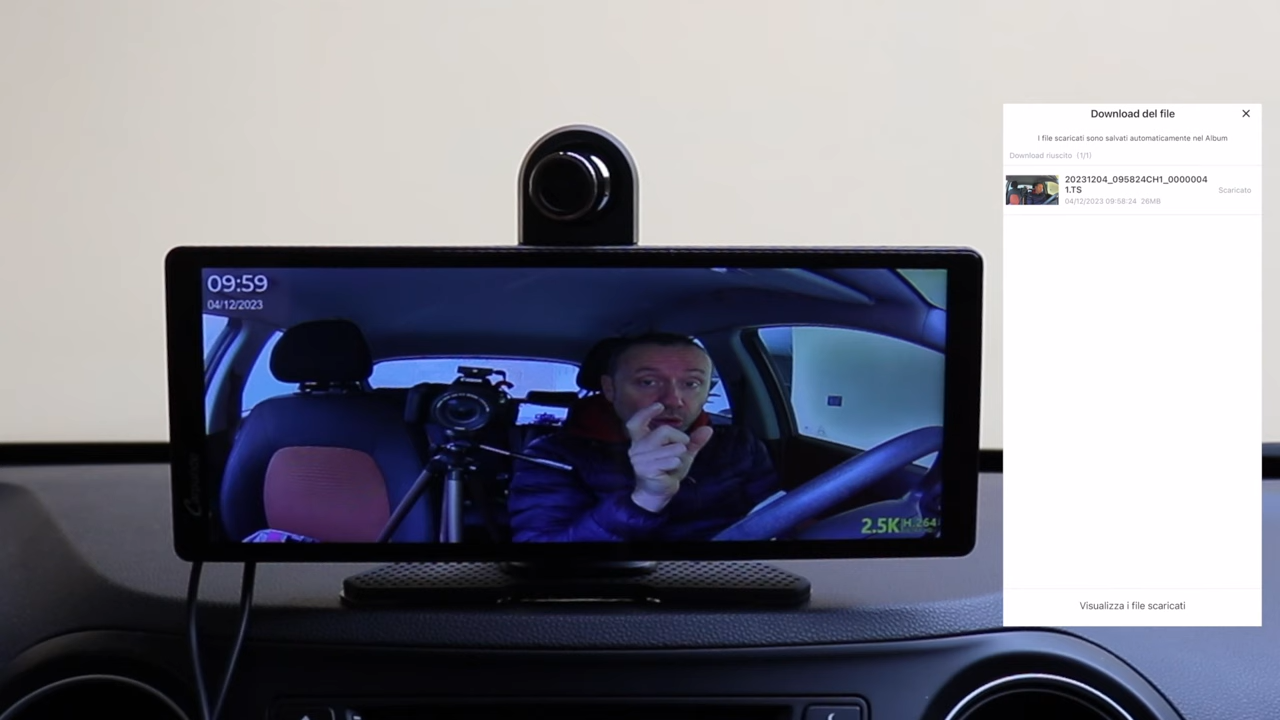 09:59
04/12/2023
2.5K H.264
Download del file
I file scaricati sono salvati automaticamente nel Album
Download riuscito (1/1)
20231204_095824CH1_0000004
1.TS
Scaricato
04/12/2023 09:58:24 26MB
Visualizza i file scaricati